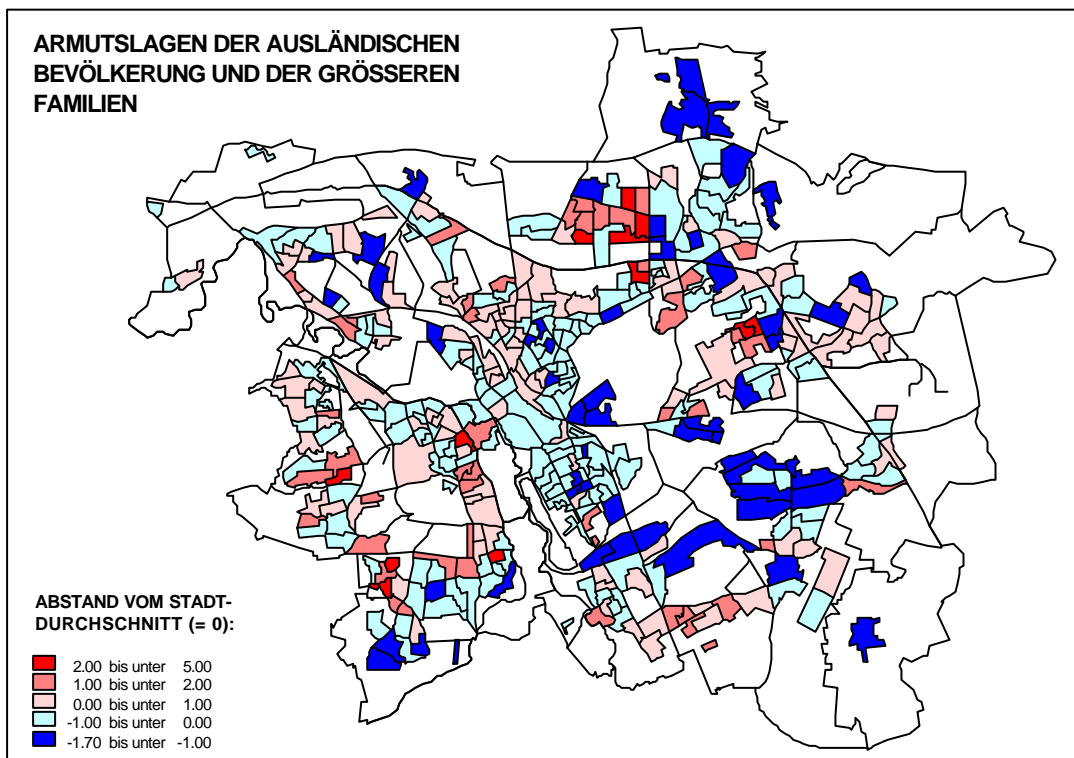 ARMUTSLAGEN DER AUSLÄNDISCHEN
BEVÖLKERUNG UND DER GRÖSSEREN
FAMILIEN
ABSTAND VOM STADT-
DURCHSCHNITT (= 0):
2.00 bis unter 5.00
1.00 bis unter 2.00
0.00 bis unter 1.00
-1.00 bis unter 0.00
-1.70 bis unter -1.00